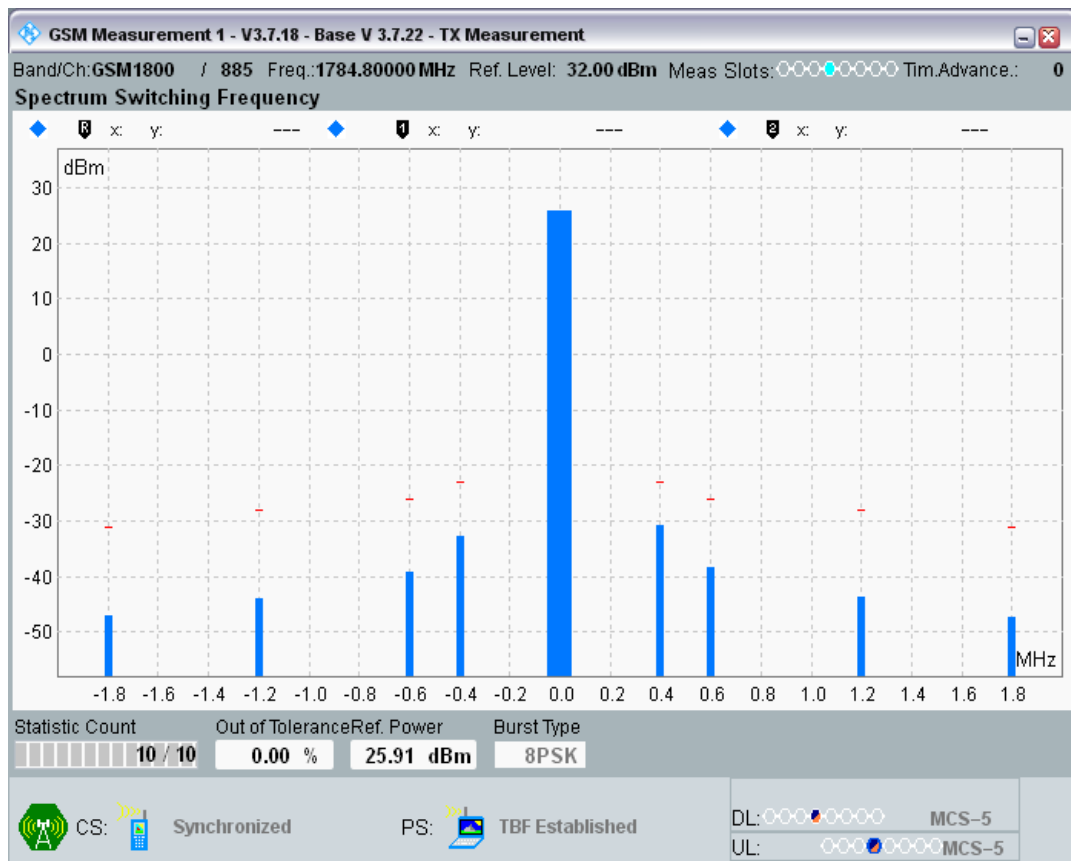 GSM Measurement 1 - V3.7.18 - Base V 3.7.22 - TX Measurement
Band/Ch:GSM1800 / 885 Freq.:1784.80000 MHz Ref. Level: 32.00 dBm Meas Slots: Tim.Advance.: 0
Spectrum Switching Frequency
R x: y: --- 1 x: y: --- 2 x: y: ---
dBm
30
20
10
0
-10
-20
-30
-40
-50
MHz
-1.8 -1.6 -1.4 -1.2 -1.0 -0.8 -0.6 -0.4 -0.2 0.0 0.2 0.4 0.6 0.8 1.0 1.2 1.4 1.6 1.8
Statistic Count Out of Tolerance Ref. Power Burst Type
10 / 10 0.00 % 25.91 dBm 8PSK
CS: Synchronized PS: TBF Established
DL: MCS-5
UL: MCS-5